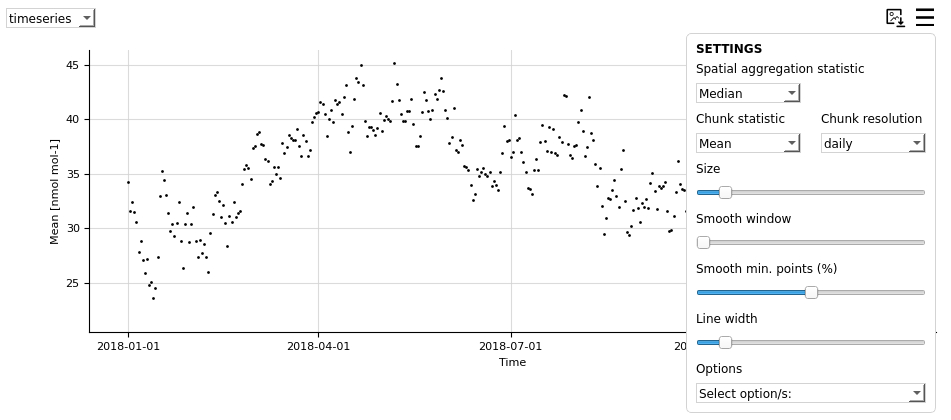 timeseries
SETTINGS
Spatial aggregation statistic
Median
Chunk statistic Chunk resolution
Mean daily
Size
Smooth window
Smooth min. points (%)
Line width
Options
Select option/s:
45
40
35
30
25
Mean [nmol mol-1]
2018-01-01 2018-04-01 2018-07-01 20
Time